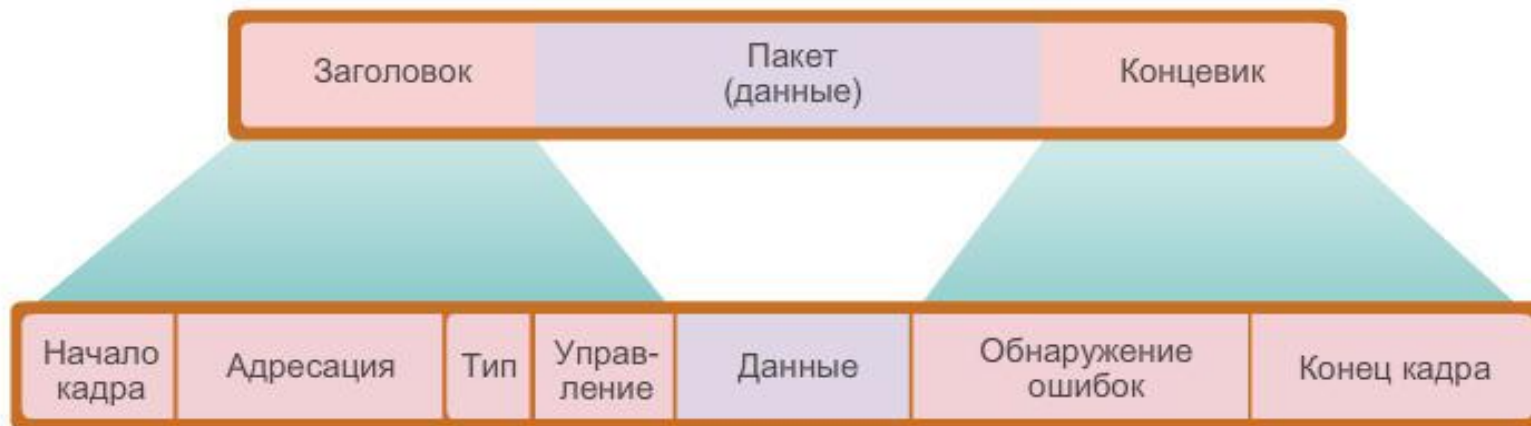 Заголовок
Пакет
(данные)
Концевик
Начало
кадра
Адресация
Тип
Управ-
ление
Данные
Обнаружение
ошибок
Конец кадра